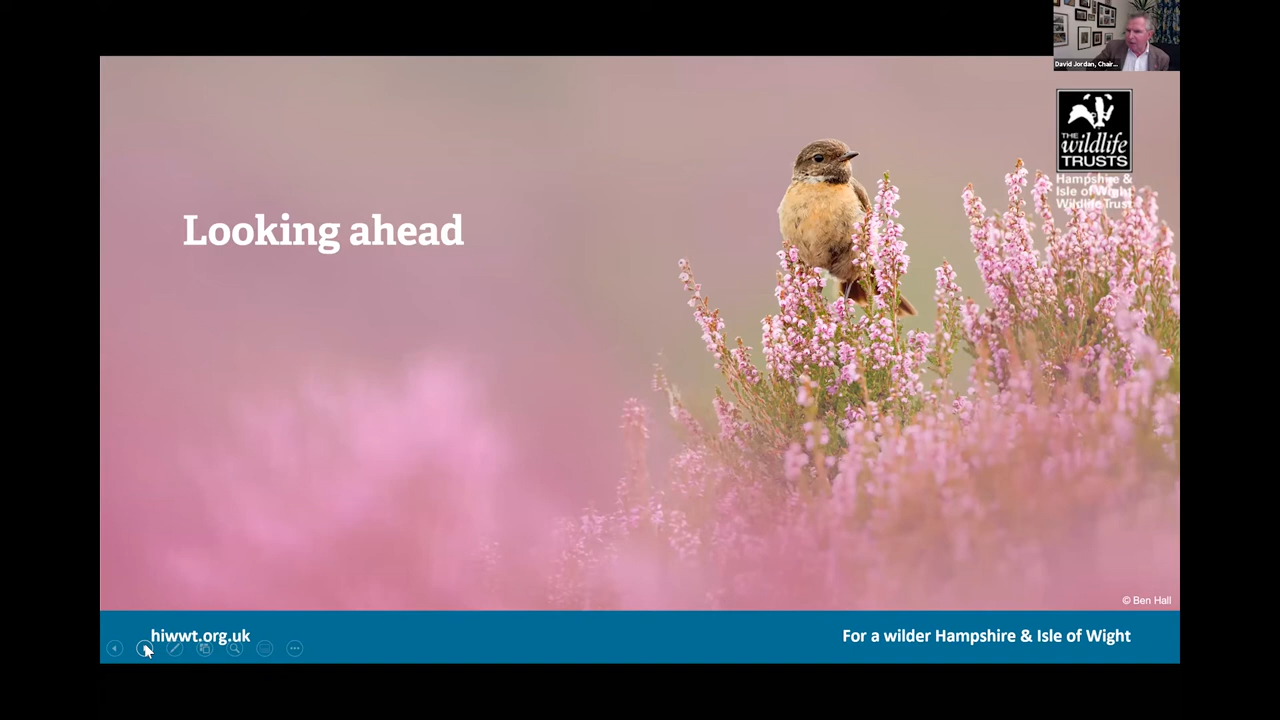 David Jordan, Chair...
THE
wildlife
TRUSTS
Hampshire &
Isle of Wight
Wildlife Trust
Looking ahead
© Ben Hall
hiwwt.org.uk
For a wilder Hampshire & Isle of Wight